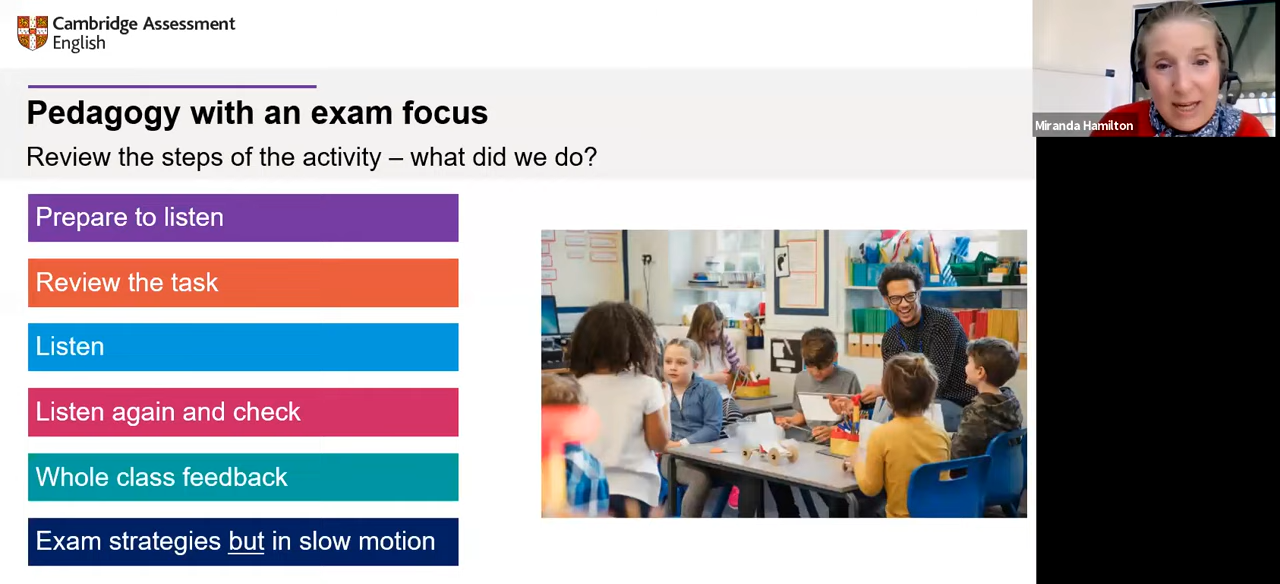 Cambridge Assessment
English
Pedagogy with an exam focus
Review the steps of the activity – what did we do?
Prepare to listen
Review the task
Listen
Listen again and check
Whole class feedback
Exam strategies but in slow motion
Miranda Hamilton